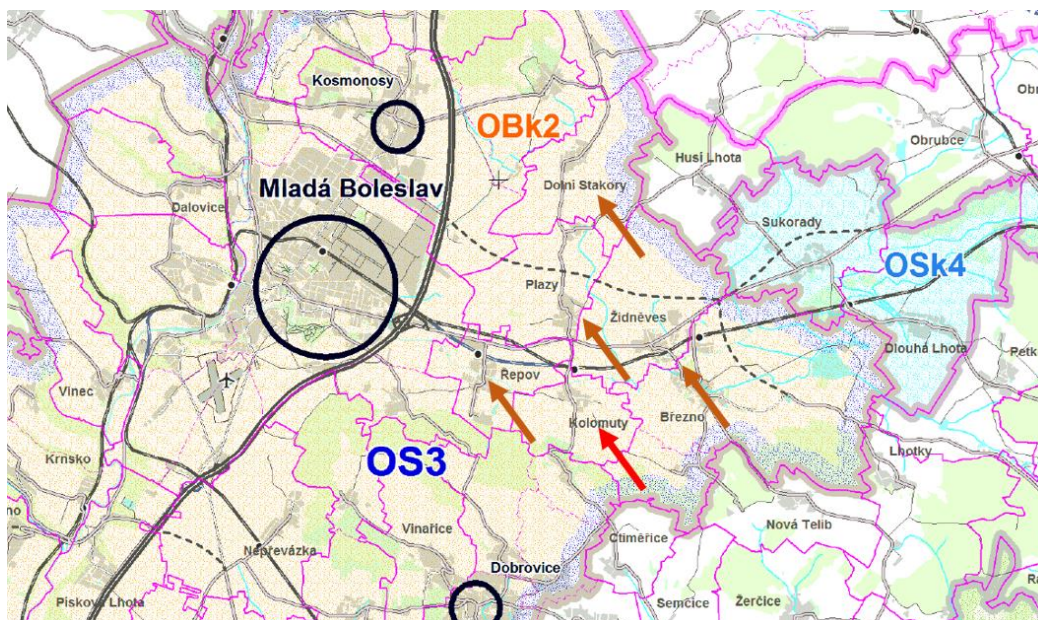 Kosmonosy
OBk2
Obrubce
Husí Lhota
Mladá Boleslav
Dolní Stakory
Dalovice
Sukorady
OSk4
Plazy
Židněves
Dlouhá Lhota
Petk
Řepov
Vinec
Březno
Kolomuty
OS3
Krnsko
Lhotky
Vinařice
Nová Telib
Ctiměřice
Nepřevázka
Dobrovice
Písková Lhota
Semčice
Žerčice